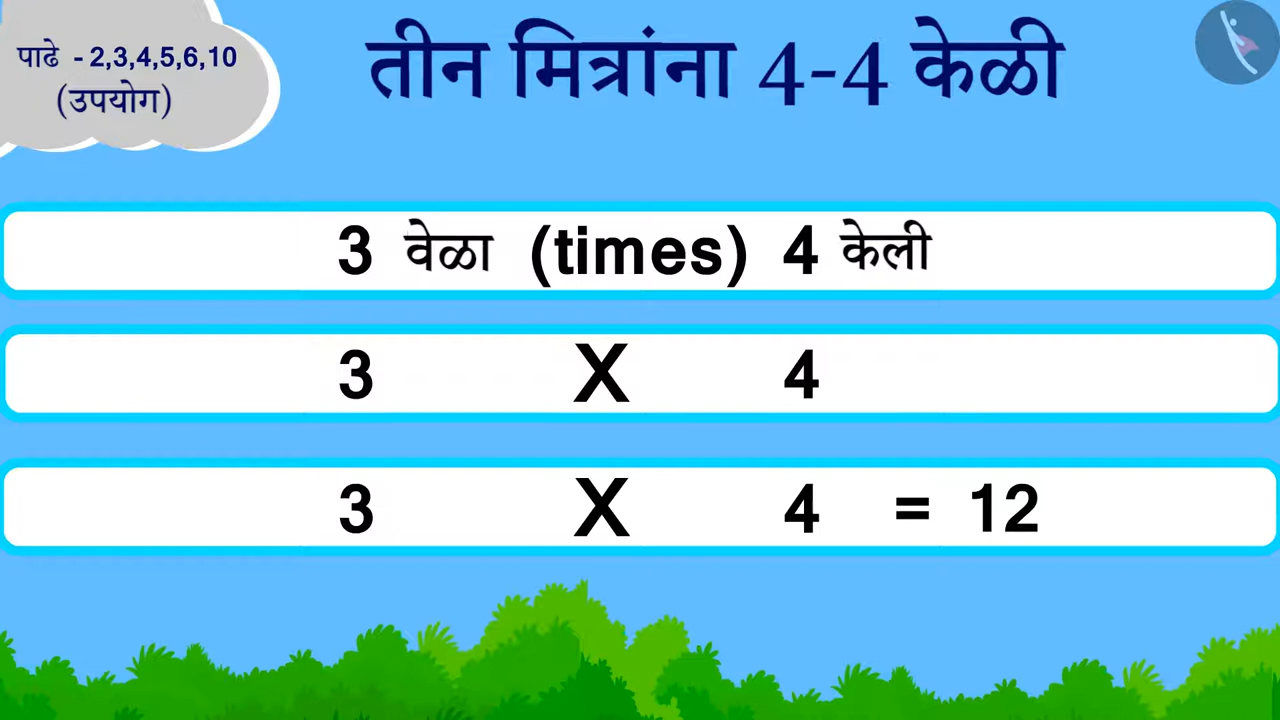 पाढे - 2,3,4,5,6,10
(उपयोग)
तीन मित्रांना 4-4 केळी
3 वेळा (times) 4 केली
3 X 4
3 X 4 = 12